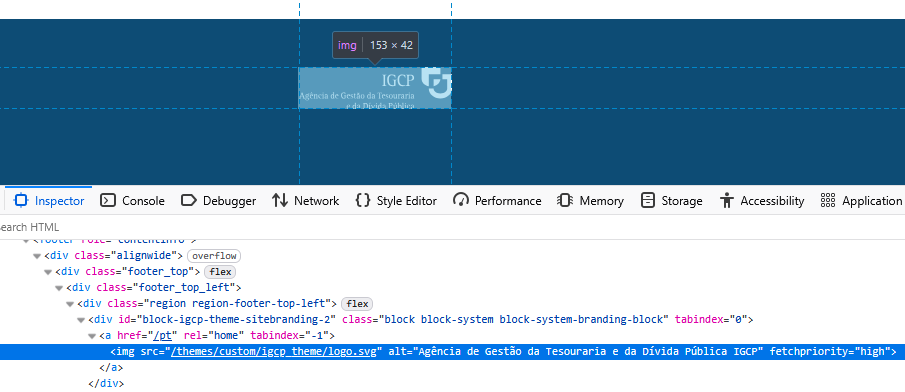 img 153 × 42
IGCP
Agência de Gestão da Tesouraria
e da Dívida Pública
Inspector Console Debugger Network Style Editor Performance Memory Storage Accessibility Application
earch HTML
<footer role="contentinfo">
<div class="alignwide"> overflow
<div class="footer_top"> flex
<div class="footer_top_left">
<div class="region region-footer-top-left"> flex
<div id="block-igcp-theme-sitebranding-2" class="block block-system block-system-branding-block" tabindex="0">
<a href="/pt" rel="home" tabindex="-1">
<img src="/themes/custom/igcp_theme/logo.svg" alt="Agência de Gestão da Tesouraria e da Dívida Pública IGCP" fetchpriority="high">
</a>
</div>